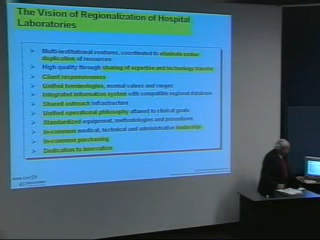 The Vision of Regionalization of Hospital
Laboratories
Multi-institutional ventures, coordinated to eliminate useless
duplication of resources
High quality through sharing of expertise and technology transfer
Client responsiveness
Unified terminologies, normal values and ranges
Integrated information system with compatible regional database
Shared outreach infrastructure
Unified operational philosophy attuned to clinical goals
Standardized equipment, methodologies and procedures
In-common medical, technical and administrative leadership
In-common purchasing
Dedication to innovation